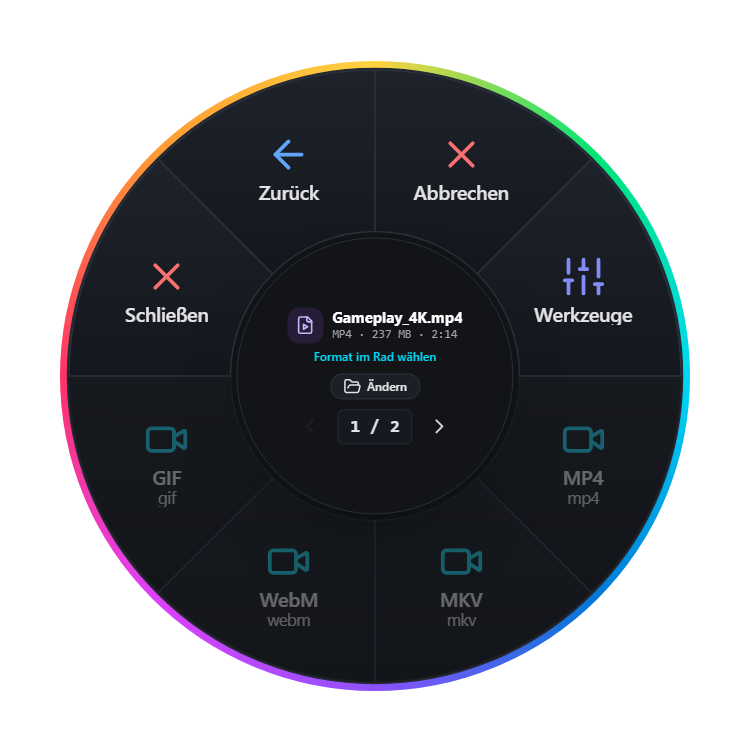 Zurück
Abbrechen
Schließen
Werkzeuge
Gameplay_4K.mp4
MP4 · 237 MB · 2:14
Format im Rad wählen
Ändern
1 / 2
GIF
gif
MP4
mp4
WebM
webm
MKV
mkv